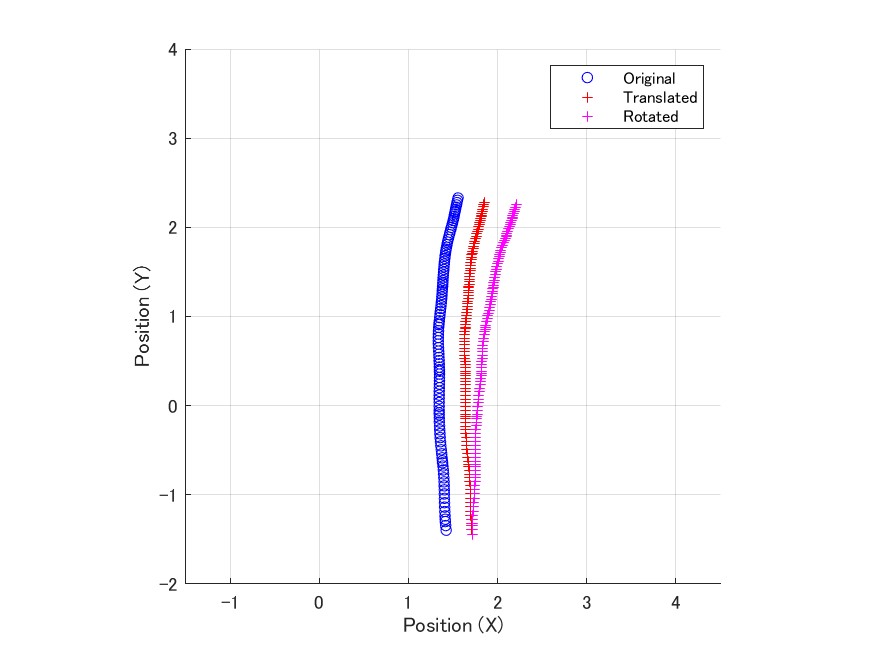 4
3
2
1
0
−1
−2
−1
0
1
2
3
4
Position (X)
Position (Y)
Original
Translated
Rotated